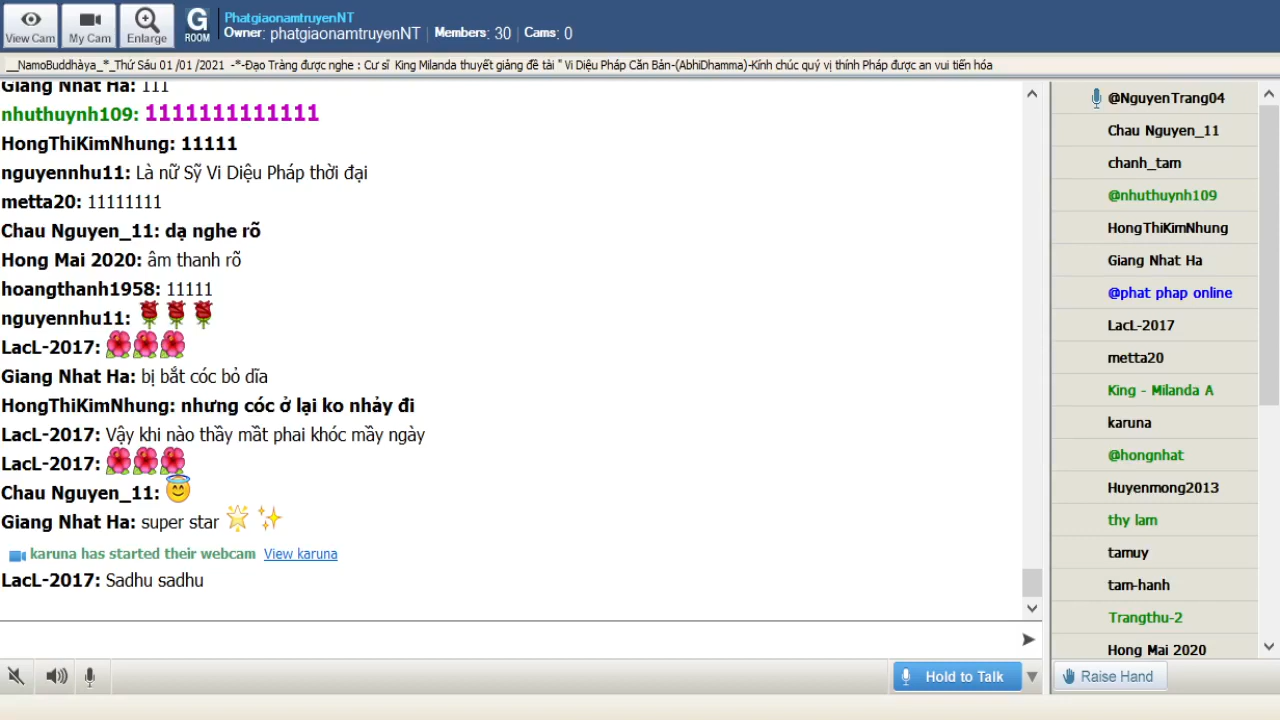 View Cam
My Cam
Enlarge
G
ROOM
PhatgiaonamtruyenNT
Owner: phatgiaonamtruyenNT | Members: 30 | Cams: 0
__NamoBuddhàya_*_Thứ Sáu 01 /01 /2021 -*-Đạo Tràng được nghe : Cư sĩ King Milanda thuyết giảng đề tài " Vi Diệu Pháp Căn Bản-(AbhiDhamma)-Kính chúc quý vị thính Pháp được an vui tiến hóa
Giang Nhat Ha: 111
nhuthuynh109: 1111111111111
HongThiKimNhung: 11111
nguyennhu11: Là nữ Sỹ Vi Diệu Pháp thời đại
metta20: 11111111
Chau Nguyen_11: dạ nghe rõ
Hong Mai 2020: âm thanh rõ
hoangthanh1958: 11111
nguyennhu11:
LacL-2017:
Giang Nhat Ha: bị bắt cóc bỏ dĩa
HongThiKimNhung: nhưng cóc ở lại ko nhảy đi
LacL-2017: Vậy khi nào thầy mầt phai khóc mầy ngày
LacL-2017:
Chau Nguyen_11:
Giang Nhat Ha: super star
karuna has started their webcam View karuna
LacL-2017: Sadhu sadhu
Hold to Talk
@NguyenTrang04
Chau Nguyen_11
chanh_tam
@nhuthuynh109
HongThiKimNhung
Giang Nhat Ha
@phat phap online
LacL-2017
metta20
King - Milanda A
karuna
@hongnhat
Huyenmong2013
thy lam
tamuy
tam-hanh
Trangthu-2
Hong Mai 2020
Raise Hand